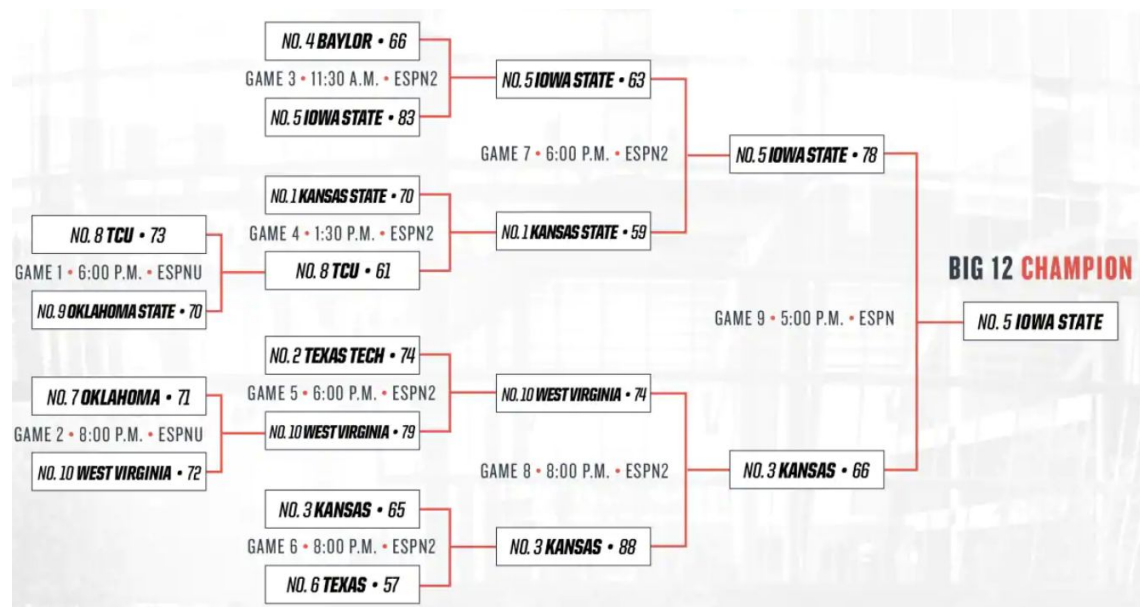 NO. 4 BAYLOR • 66
GAME 3 • 11:30 A.M. • ESPN2
NO. 5 IOWA STATE • 83
NO. 1 KANSAS STATE • 70
GAME 4 • 1:30 P.M. • ESPN2
NO. 8 TCU • 61
NO. 8 TCU • 73
GAME 1 • 6:00 P.M. • ESPNU
NO. 9 OKLAHOMA STATE • 70
NO. 2 TEXAS TECH • 74
GAME 5 • 6:00 P.M. • ESPN2
NO. 10 WEST VIRGINIA • 79
NO. 7 OKLAHOMA • 71
GAME 2 • 8:00 P.M. • ESPNU
NO. 10 WEST VIRGINIA • 72
NO. 3 KANSAS • 65
GAME 6 • 8:00 P.M. • ESPN2
NO. 6 TEXAS • 57
NO. 5 IOWA STATE • 63
GAME 7 • 6:00 P.M. • ESPN2
NO. 1 KANSAS STATE • 59
NO. 10 WEST VIRGINIA • 74
GAME 8 • 8:00 P.M. • ESPN2
NO. 3 KANSAS • 88
NO. 5 IOWA STATE • 78
GAME 9 • 5:00 P.M. • ESPN
NO. 3 KANSAS • 66
BIG 12 CHAMPION
NO. 5 IOWA STATE